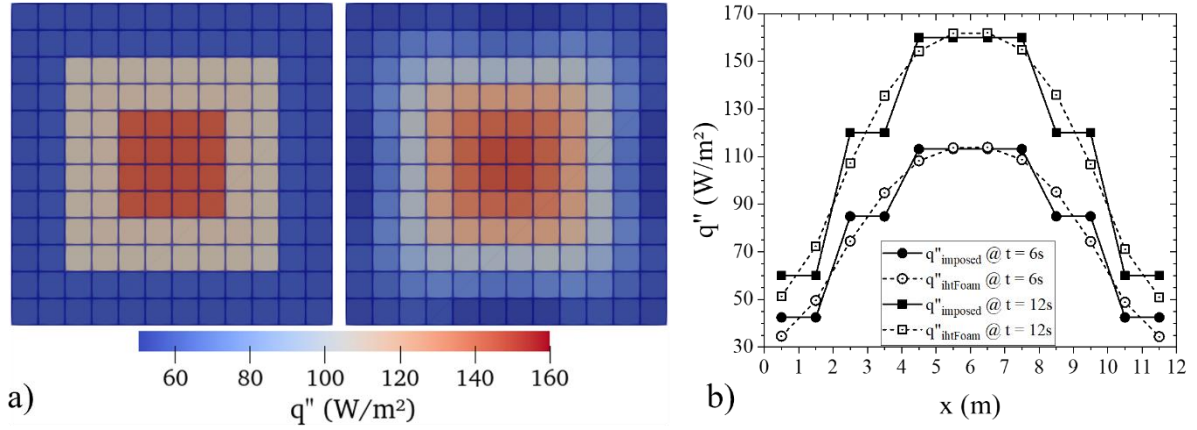 60 80 100 120 140 160
q" (W/m²)
a)
170
150
130
110
90
70
50
30
q" (W/m²)
q"imposed @ t = 6s
q"ihtFoam @ t = 6s
q"imposed @ t = 12s
q"ihtFoam @ t = 12s
0 1 2 3 4 5 6 7 8 9 10 11 12
x (m)
b)